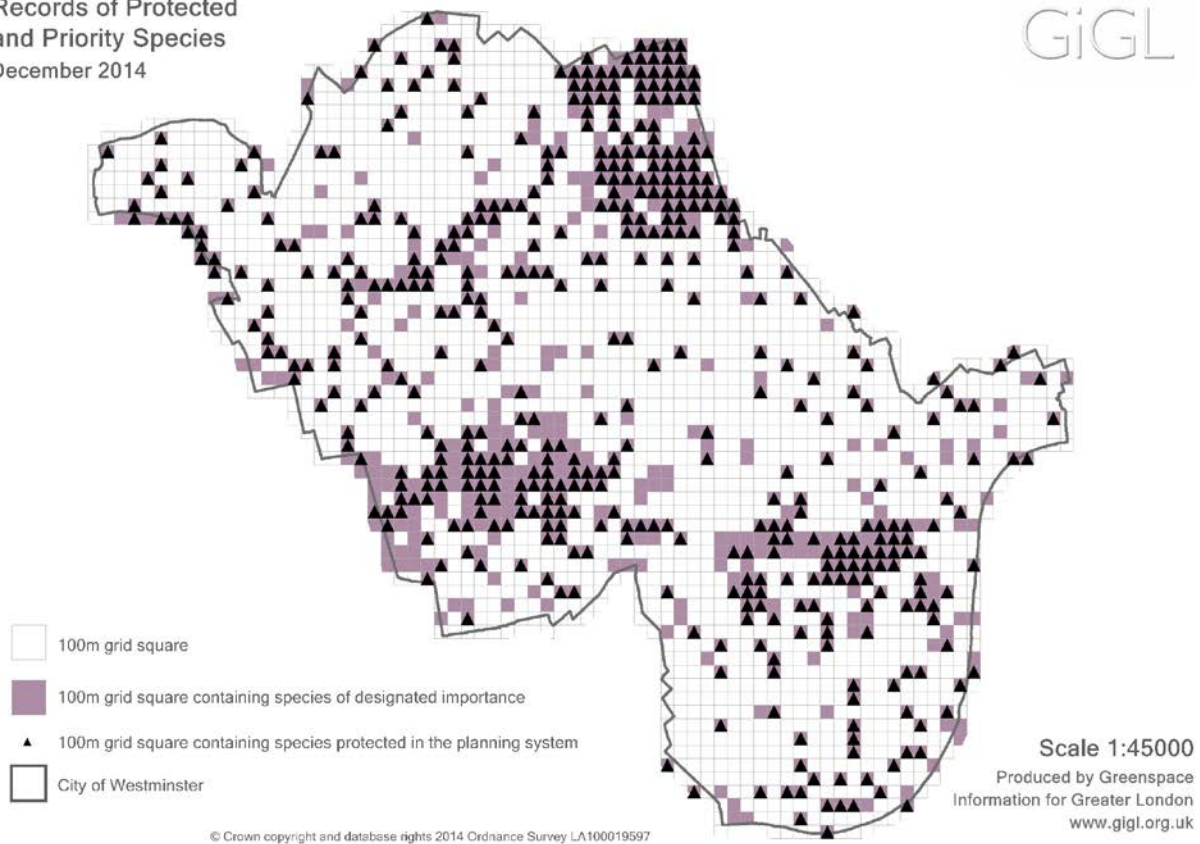 Records of Protected
and Priority Species
December 2014
GiGL
100m grid square
100m grid square containing species of designated importance
100m grid square containing species protected in the planning system
City of Westminster
© Crown copyright and database rights 2014 Ordnance Survey LA100019597
Scale 1:45000
Produced by Greenspace
Information for Greater London
www.gigl.org.uk